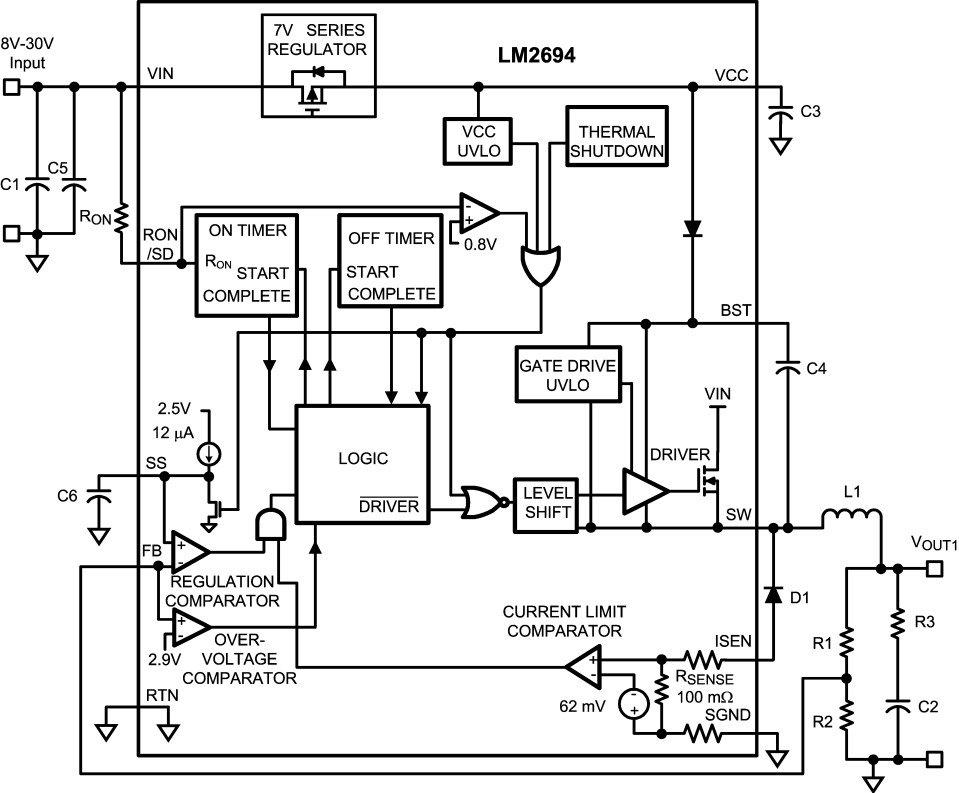 8V-30V
Input
7V SERIES
REGULATOR
LM2694
VIN
VCC
C3
VCC
UVLO
THERMAL
SHUTDOWN
C1
C5
RON
RON
/SD
ON TIMER
RON
START
COMPLETE
OFF TIMER
START
COMPLETE
-
+
0.8V
BST
GATE DRIVE
UVLO
C4
VIN
2.5V
12 µA
SS
C6
LOGIC
DRIVER
DRIVER
LEVEL
SHIFT
SW
L1
VOUT1
FB
+
-
REGULATION
COMPARATOR
+
-
2.9V
OVER-
VOLTAGE
COMPARATOR
CURRENT LIMIT
COMPARATOR
D1
ISEN
R1
R3
+
-
RSENSE
100 mΩ
62 mV
-
+
SGND
RTN
R2
C2